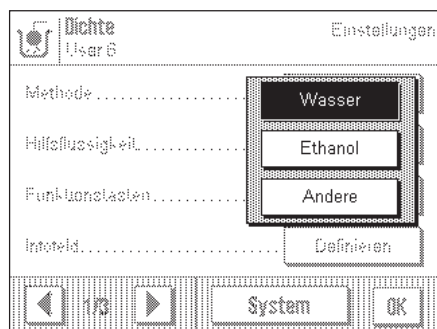 Dichte
User 6
Einstellungen
Methode
Wasser
Hilfsflüssigkeit
Ethanol
Funktionstasten
Andere
Infofeld
Definieren
1/3
System
OK